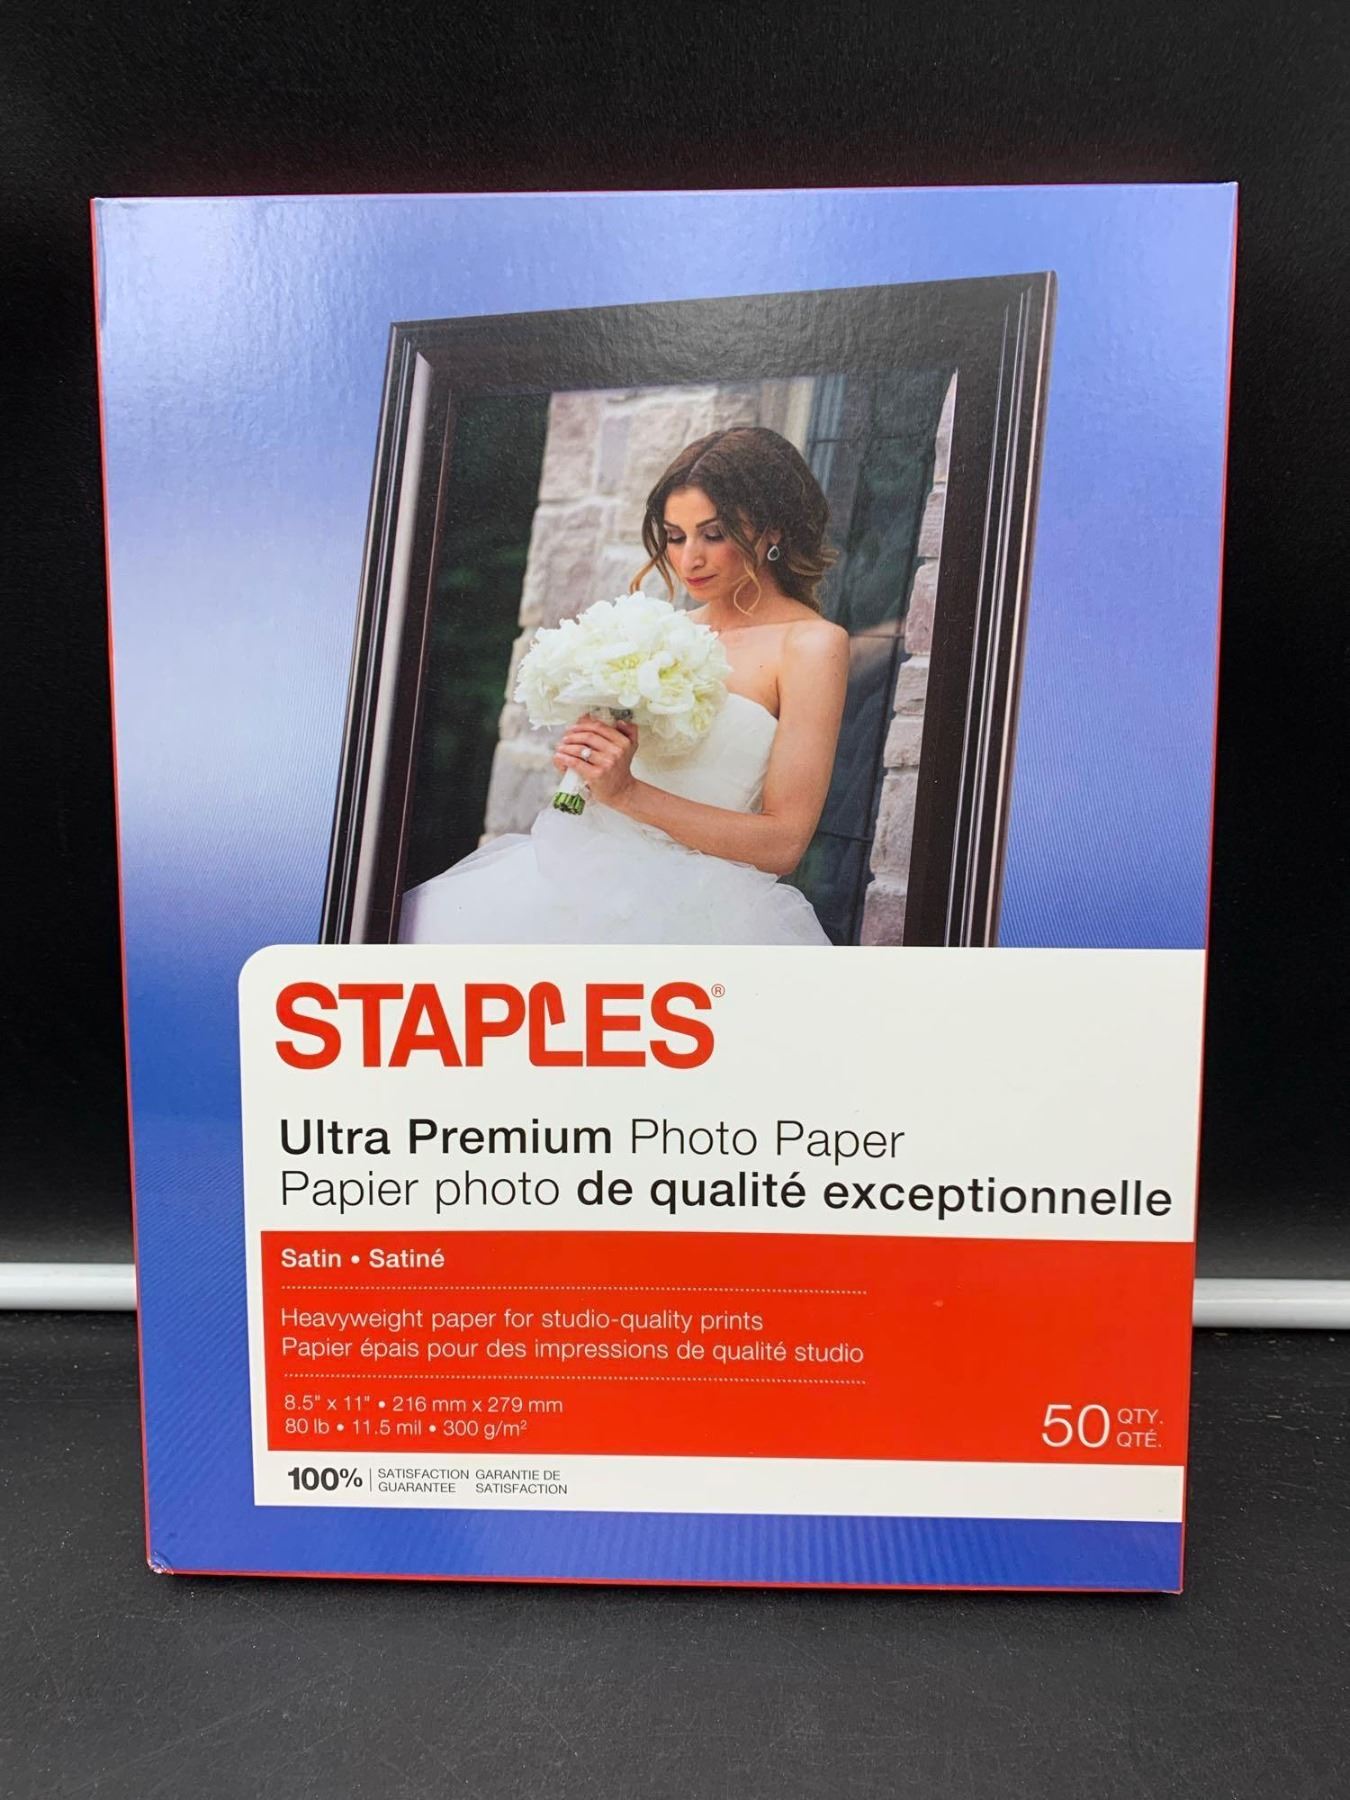 STAPLES®
Ultra Premium Photo Paper
Papier photo de qualité exceptionnelle
Satin • Satiné
Heavyweight paper for studio-quality prints
Papier épais pour des impressions de qualité studio
8.5" x 11" • 216 mm x 279 mm
80 lb • 11.5 mil • 300 g/m²
50 QTY.
QTÉ.
100% SATISFACTION GUARANTEE
GARANTIE DE SATISFACTION